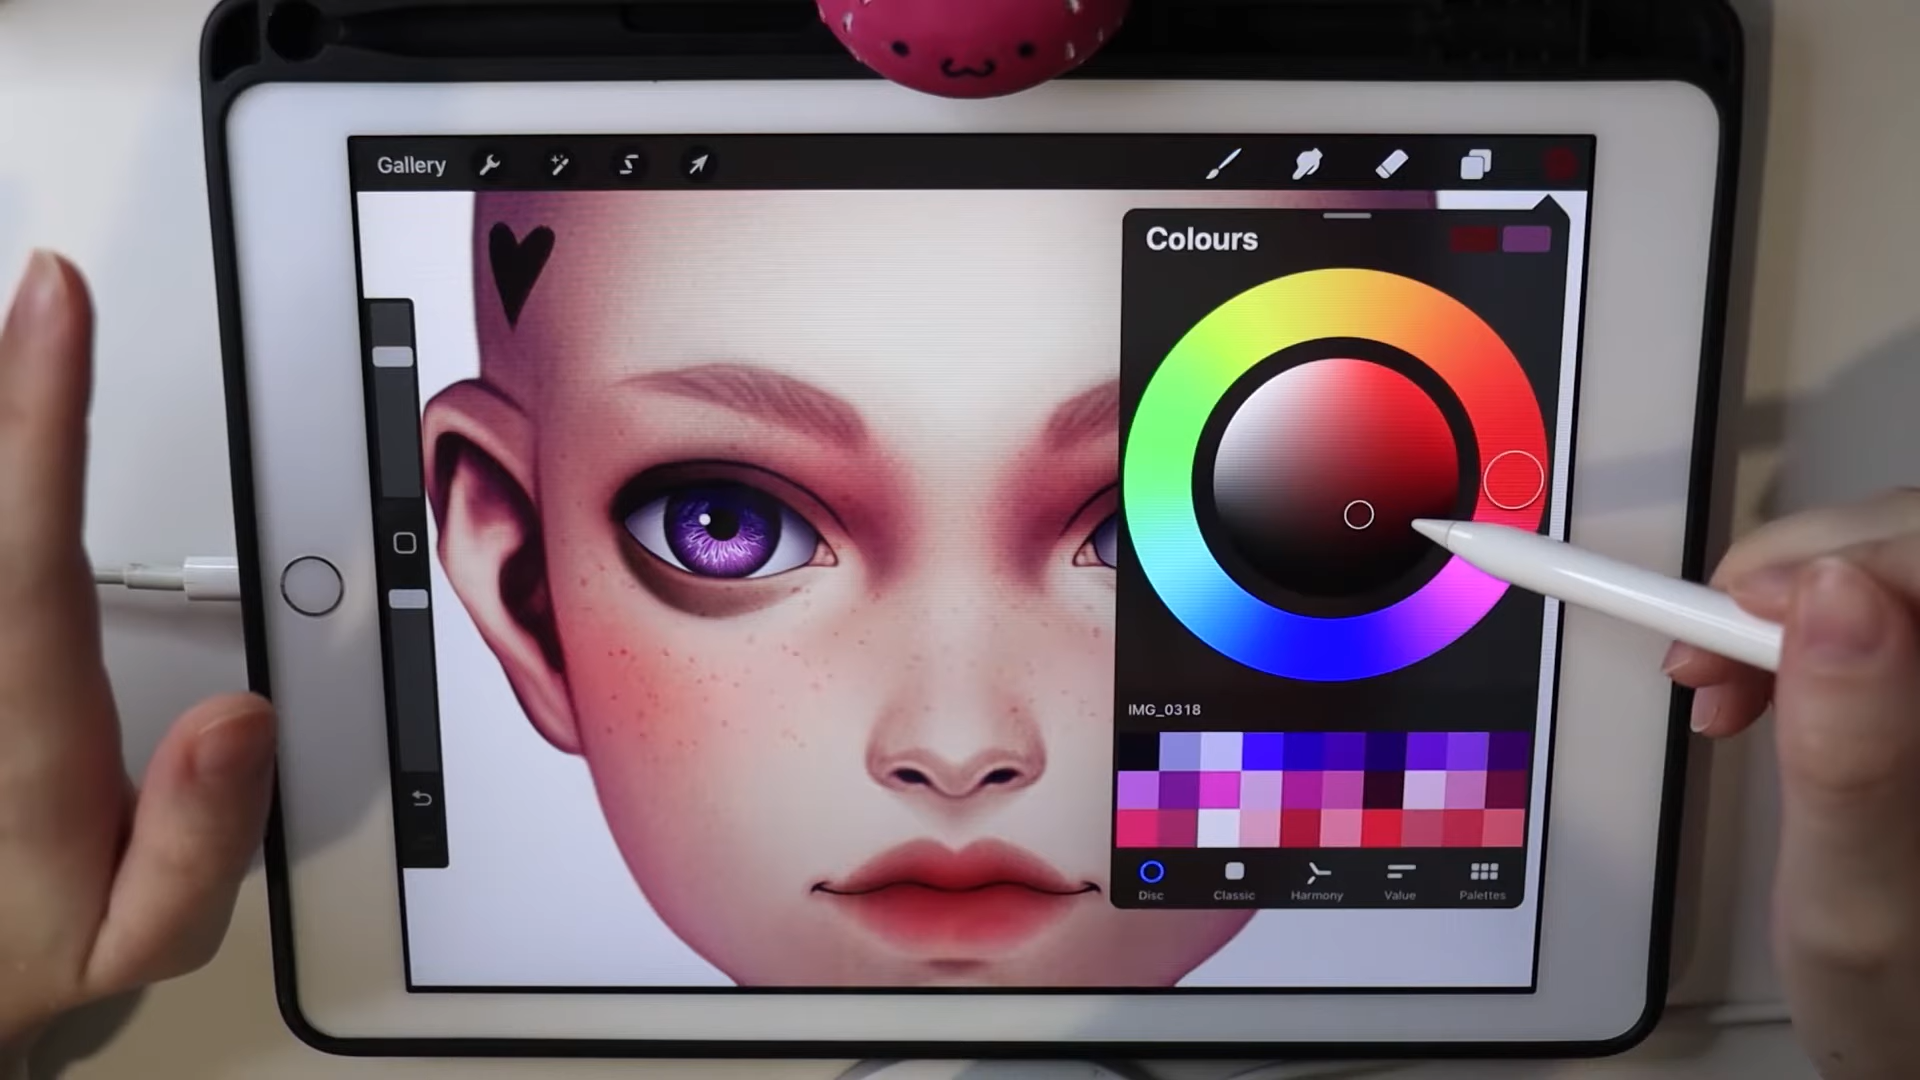 Gallery
Colours
IMG_0318
Disc
Classic
Harmony
Value
Palettes